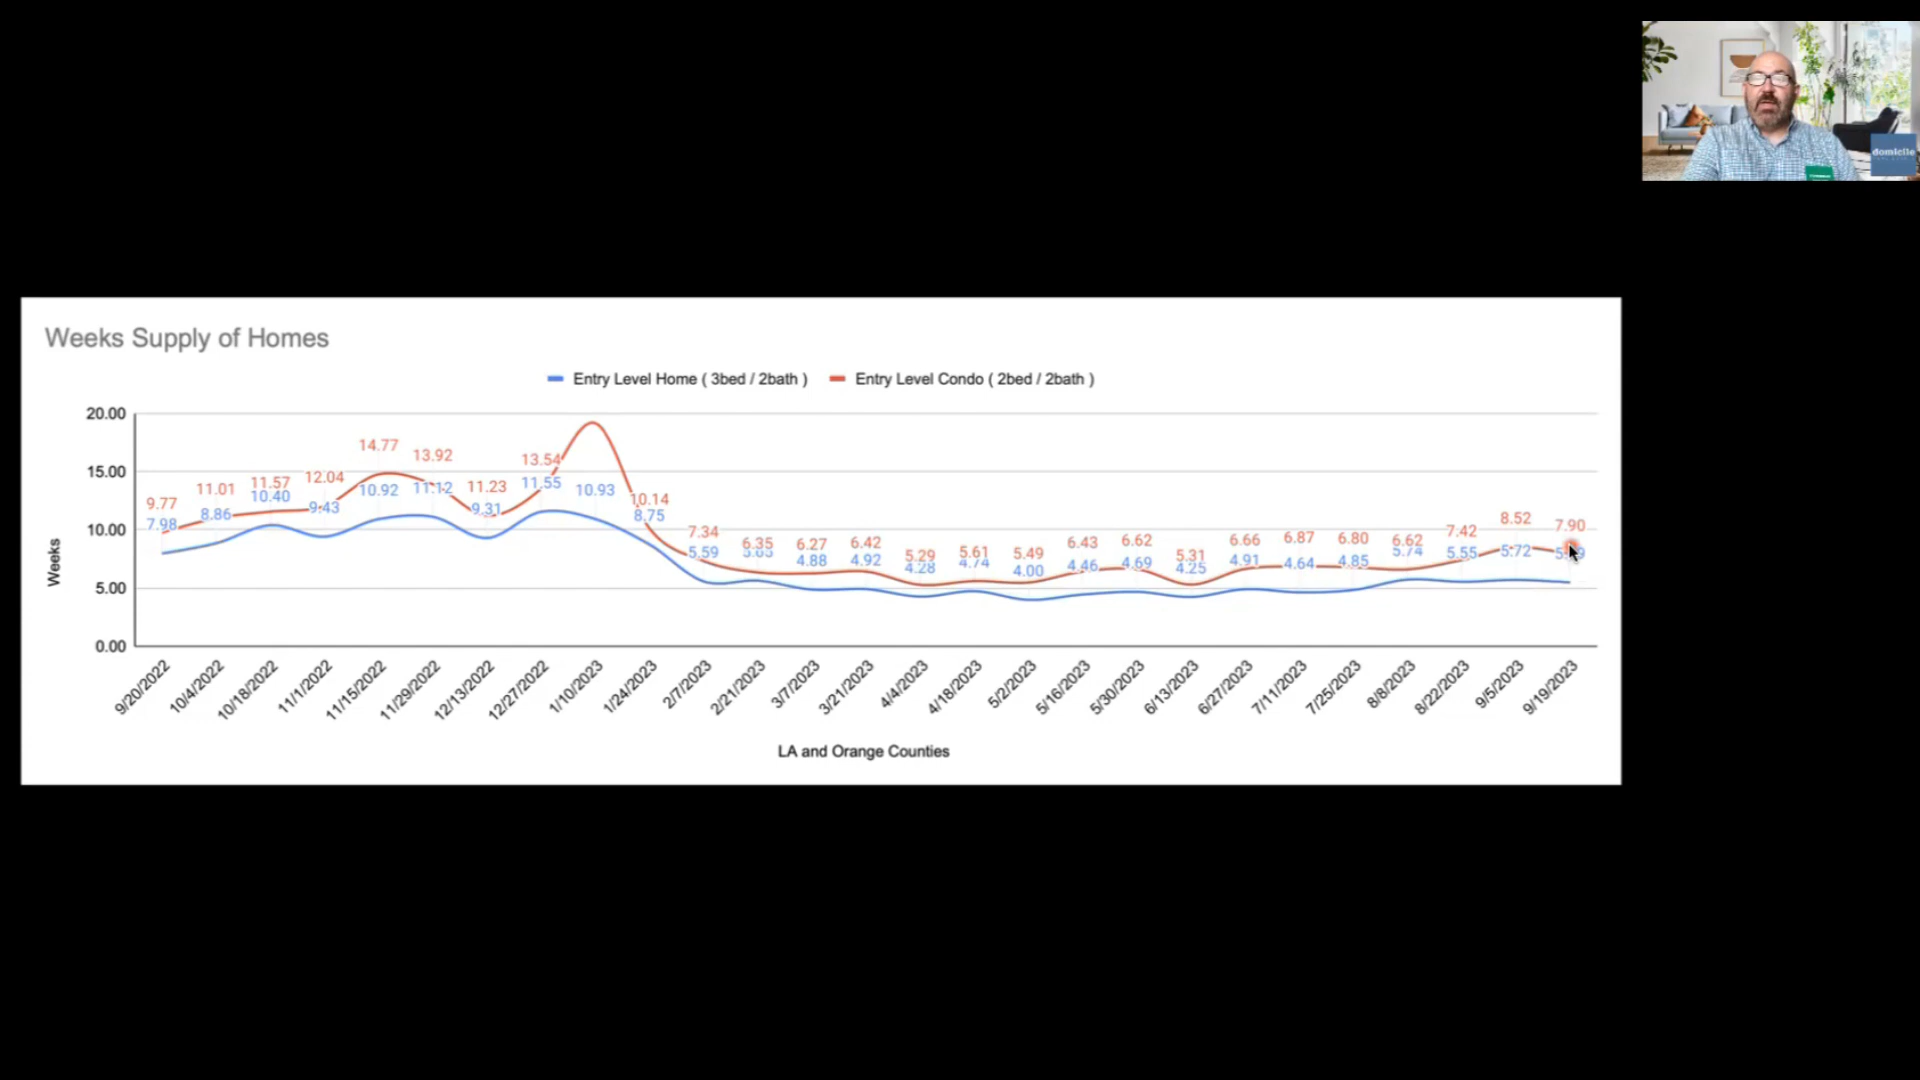 domicile
Weeks Supply of Homes
Entry Level Home ( 3bed / 2bath )
Entry Level Condo ( 2bed / 2bath )
20.00
15.00
10.00
5.00
0.00
Weeks
9.77 11.01 11.57 12.04 14.77 13.92 11.23 13.54 10.14 7.34 6.35 6.27 6.42 5.29 5.61 5.49 6.43 6.62 5.31 6.66 6.87 6.80 6.62 7.42 8.52 7.90
7.98 8.86 10.40 9.43 10.92 11.12 9.31 11.55 10.93 8.75 5.59 4.88 4.92 4.28 4.74 4.00 4.46 4.69 4.25 4.91 4.64 4.85 5.74 5.55 5.72
9/20/2022 10/4/2022 10/18/2022 11/1/2022 11/15/2022 11/29/2022 12/13/2022 12/27/2022 1/10/2023 1/24/2023 2/7/2023 2/21/2023 3/7/2023 3/21/2023 4/4/2023 4/18/2023 5/2/2023 5/16/2023 5/30/2023 6/13/2023 6/27/2023 7/11/2023 7/25/2023 8/8/2023 8/22/2023 9/5/2023 9/19/2023
LA and Orange Counties